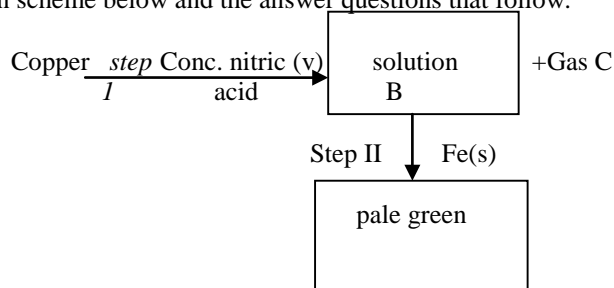 scheme below and the answer questions that follow.
Copper step Conc. nitric (v) solution +Gas C
1 acid B
Step II Fe(s)
pale green